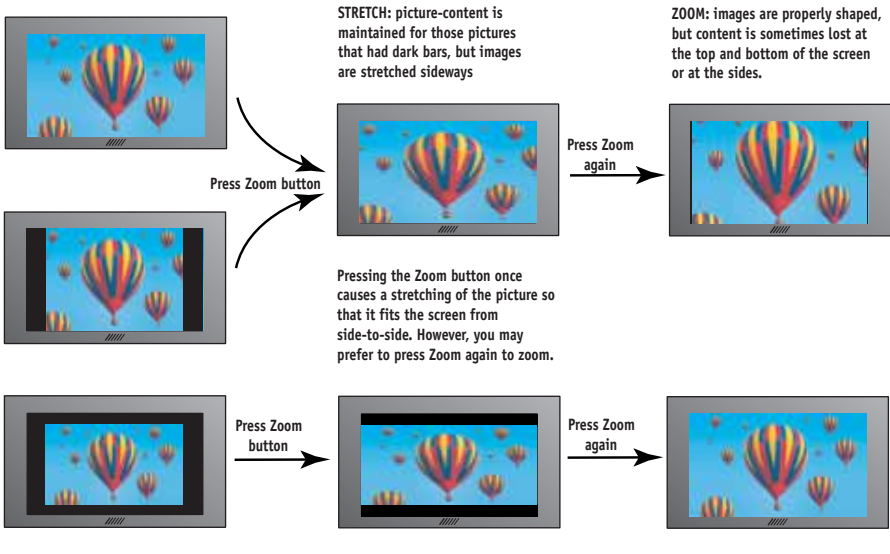 STRETCH: picture-content is
maintained for those pictures
that had dark bars, but images
are stretched sideways
ZOOM: images are properly shaped,
but content is sometimes lost at
the top and bottom of the screen
or at the sides.
Press Zoom button
Press Zoom
again
Pressing the Zoom button once
causes a stretching of the picture so
that it fits the screen from
side-to-side. However, you may
prefer to press Zoom again to zoom.
Press Zoom
button
Press Zoom
again